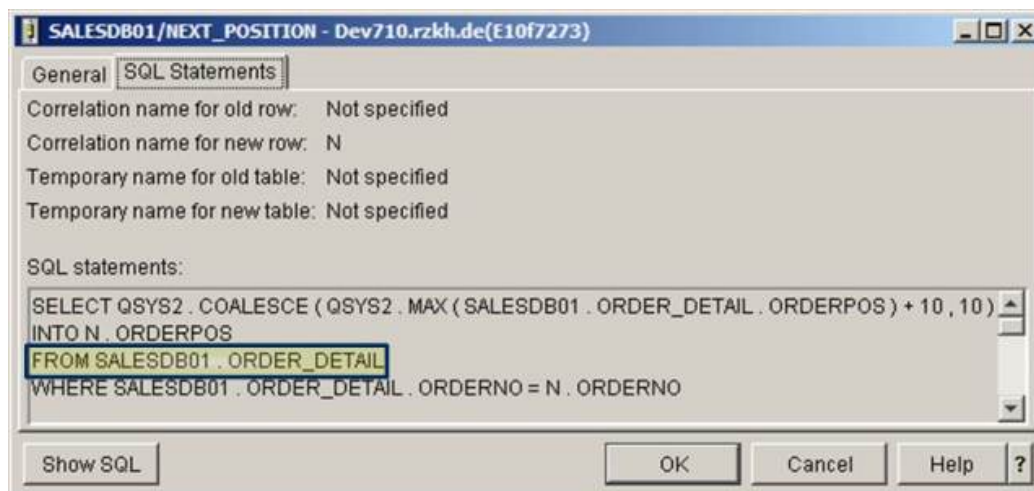 SALESDB01/NEXT_POSITION - Dev710.rzkh.de(E10f7273)
General SQL Statements
Correlation name for old row: Not specified
Correlation name for new row: N
Temporary name for old table: Not specified
Temporary name for new table: Not specified
SQL statements:
SELECT QSYS2 . COALESCE ( QSYS2 . MAX ( SALESDB01 . ORDER_DETAIL . ORDERPOS ) + 10 , 10 )
INTO N . ORDERPOS
FROM SALESDB01 . ORDER_DETAIL
WHERE SALESDB01 . ORDER_DETAIL . ORDERNO = N . ORDERNO
Show SQL OK Cancel Help ?